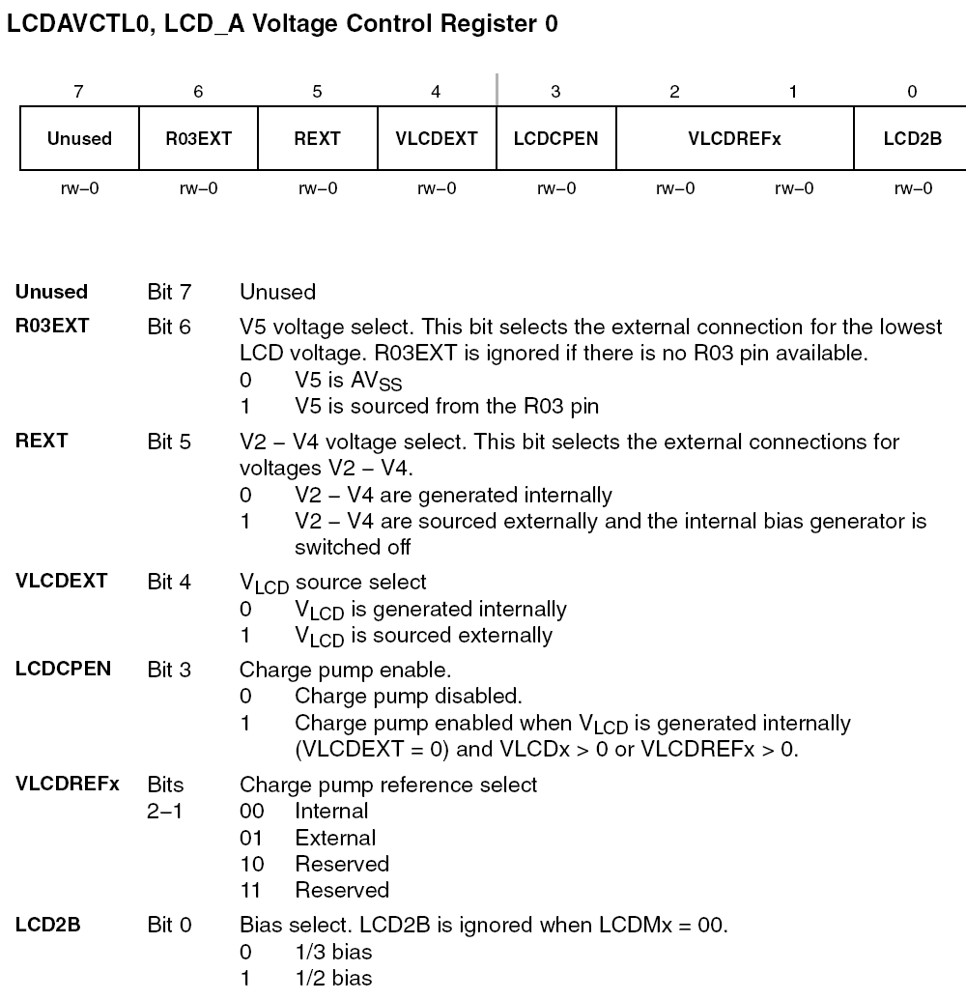 LCDAVCTL0, LCD_A Voltage Control Register 0
7 6 5 4 3 2 1 0
Unused R03EXT REXT VLCDEXT LCDCPEN VLCDREFx LCD2B
rw–0 rw–0 rw–0 rw–0 rw–0 rw–0 rw–0 rw–0
Unused Bit 7 Unused
R03EXT Bit 6 V5 voltage select. This bit selects the external connection for the lowest
LCD voltage. R03EXT is ignored if there is no R03 pin available.
0 V5 is AVSS
1 V5 is sourced from the R03 pin
REXT Bit 5 V2 – V4 voltage select. This bit selects the external connections for
voltages V2 – V4.
0 V2 – V4 are generated internally
1 V2 – V4 are sourced externally and the internal bias generator is
switched off
VLCDEXT Bit 4 VLCD source select
0 VLCD is generated internally
1 VLCD is sourced externally
LCDCPEN Bit 3 Charge pump enable.
0 Charge pump disabled.
1 Charge pump enabled when VLCD is generated internally
(VLCDEXT = 0) and VLCDx > 0 or VLCDREFx > 0.
VLCDREFx Bits Charge pump reference select
2–1 00 Internal
01 External
10 Reserved
11 Reserved
LCD2B Bit 0 Bias select. LCD2B is ignored when LCDMx = 00.
0 1/3 bias
1 1/2 bias